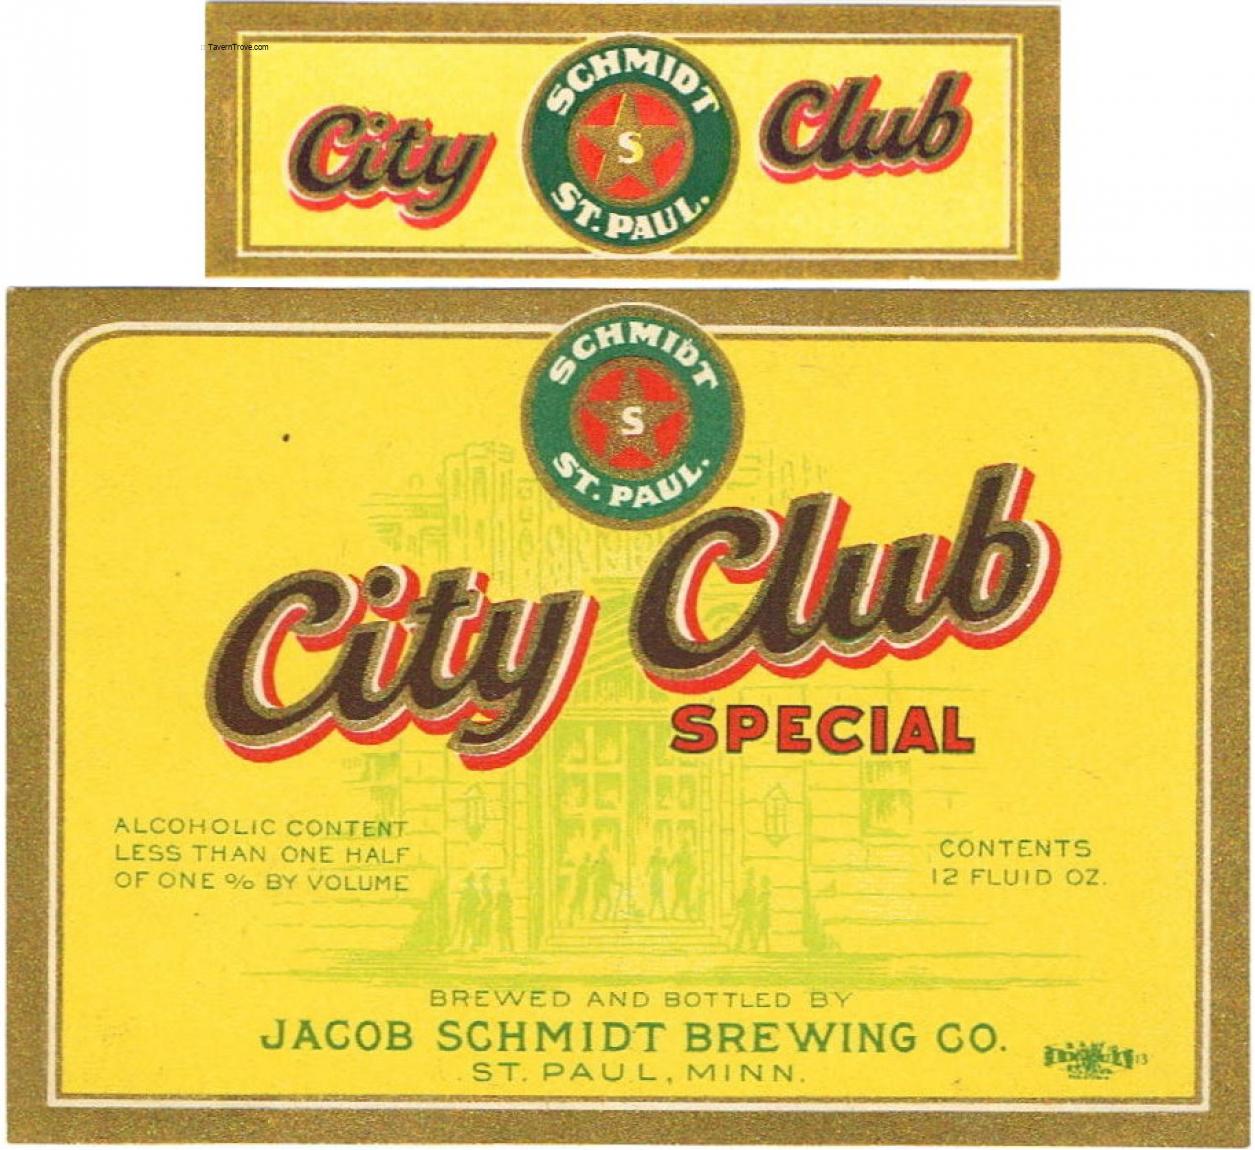 TavernTrove.com
City Club
SCHMIDT
S
ST. PAUL.
SCHMIDT
S
ST. PAUL.
City Club
SPECIAL
ALCOHOLIC CONTENT
LESS THAN ONE HALF
OF ONE % BY VOLUME
CONTENTS
12 FLUID OZ.
BREWED AND BOTTLED BY
JACOB SCHMIDT BREWING CO.
ST. PAUL, MINN.
13